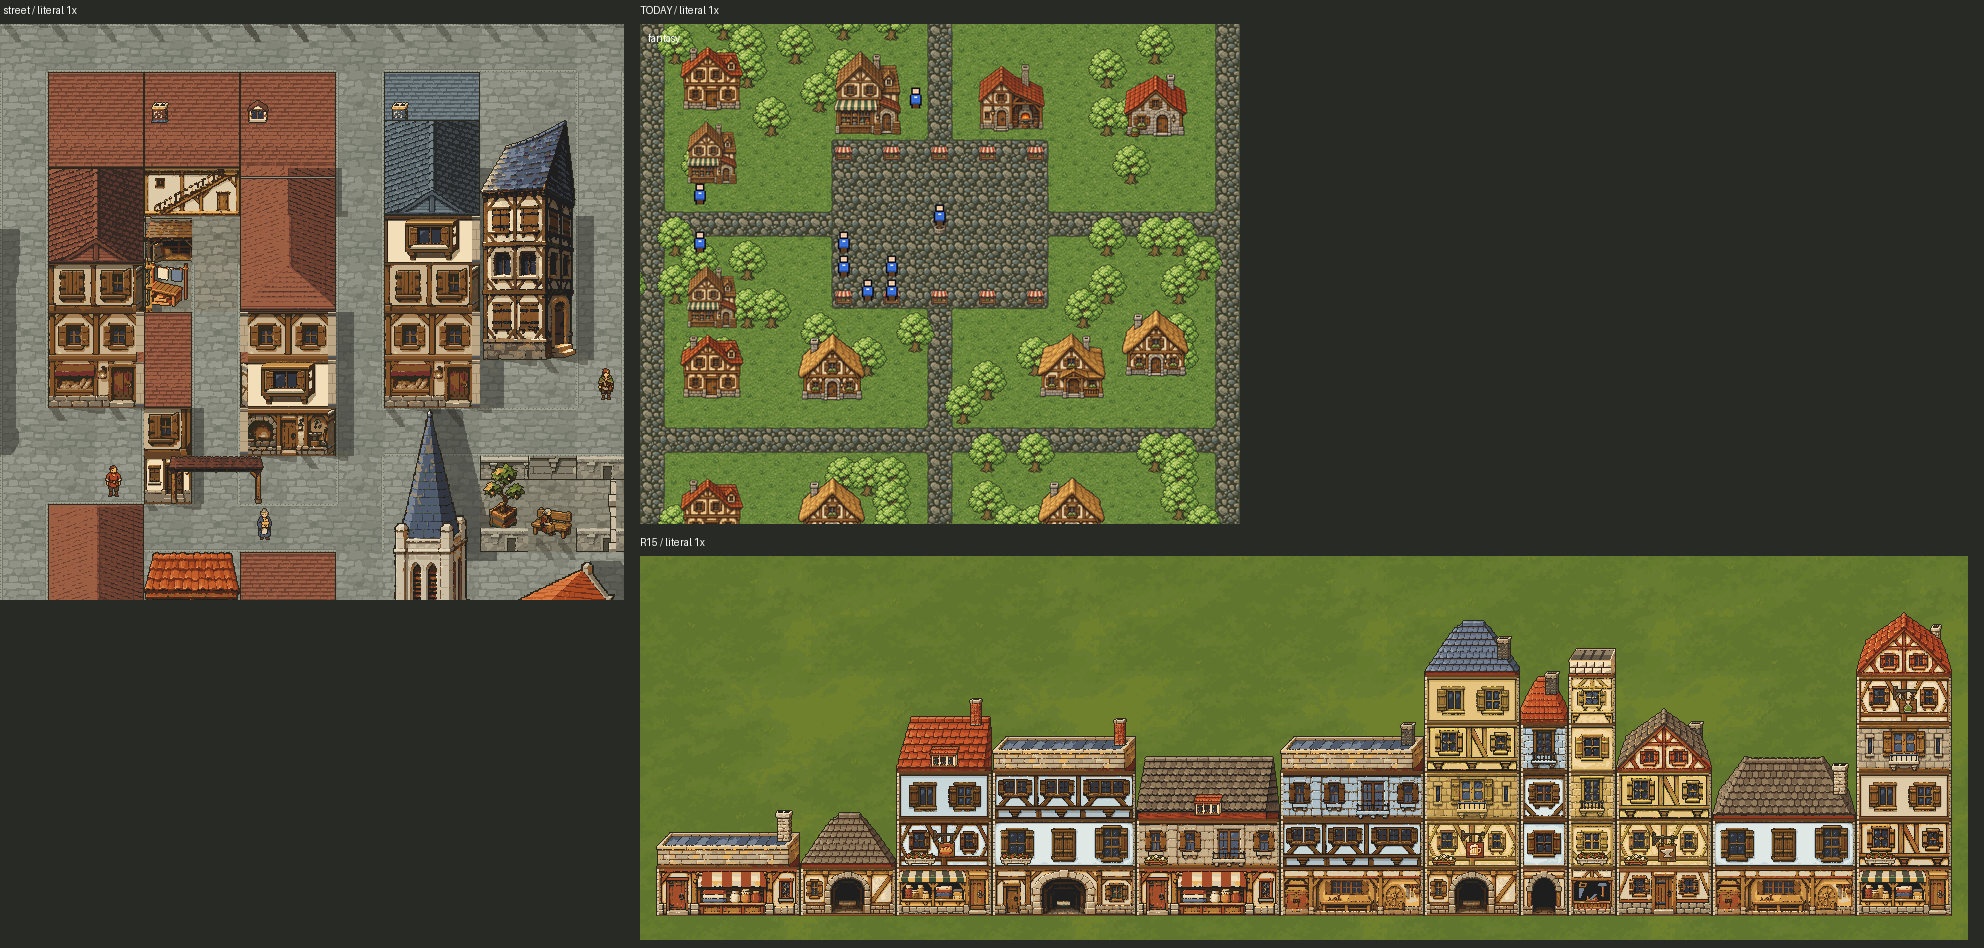 street / literal 1x
TODAY / literal 1x
fantasy
R15 / literal 1x